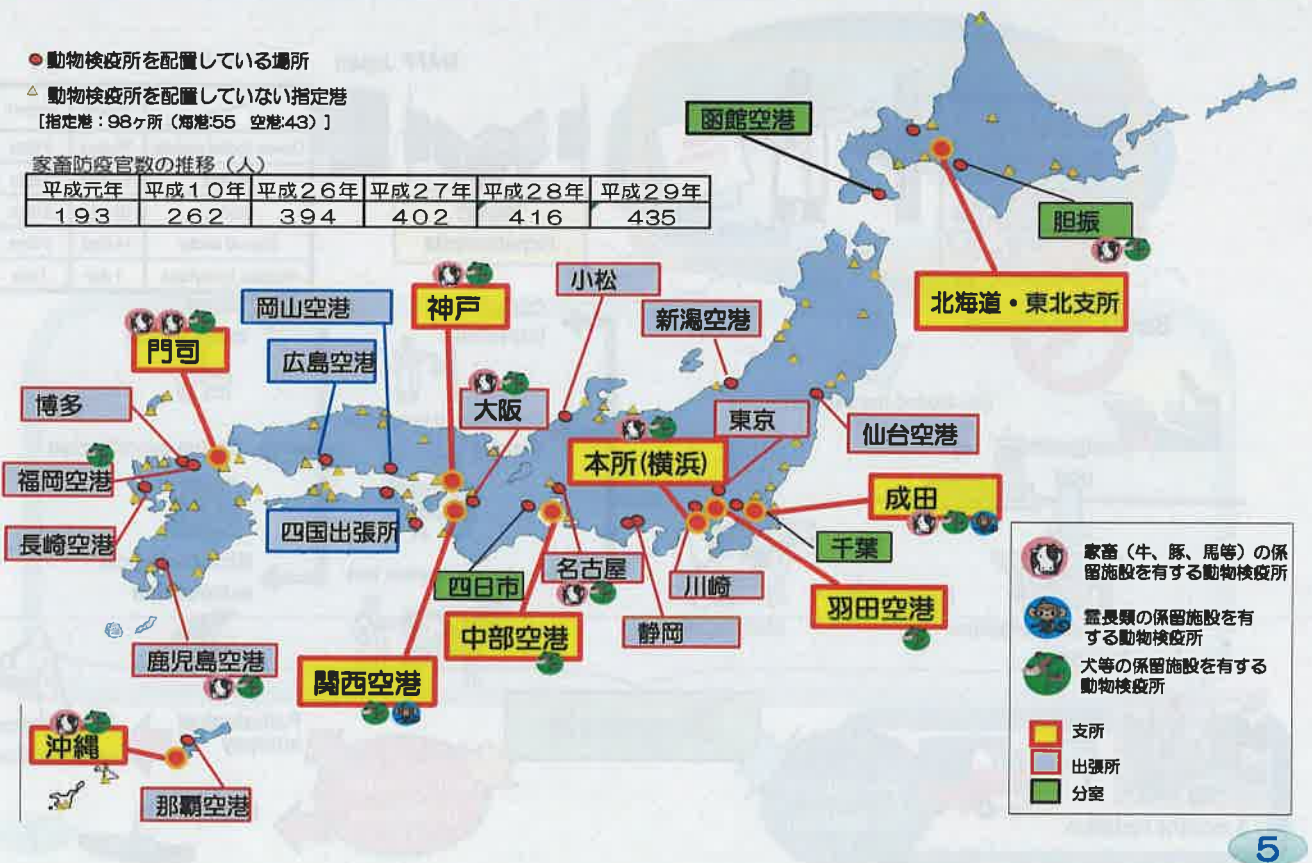 動物検疫所を配置している場所
動物検疫所を配置していない指定港
[指定港：98ヶ所（海港:55 空港:43）]
家畜防疫官数の推移（人）
平成元年 平成10年 平成26年 平成27年 平成28年 平成29年
193 262 394 402 416 435
函館空港
胆振
北海道・東北支所
小松
神戸
岡山空港
新潟空港
門司
広島空港
大阪
博多
東京
仙台空港
本所(横浜)
福岡空港
成田
四国出張所
長崎空港
千葉
名古屋
四日市
川崎
羽田空港
中部空港
静岡
鹿児島空港
関西空港
沖縄
那覇空港
家畜（牛、豚、馬等）の係
留施設を有する動物検疫所
霊長類の係留施設を有
する動物検疫所
犬等の係留施設を有する
動物検疫所
支所
出張所
分室
5